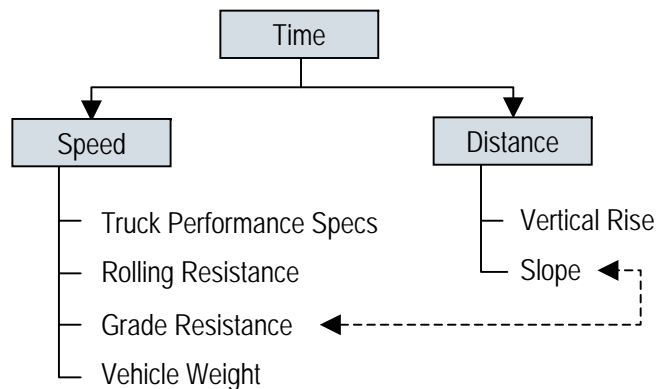 Time
Speed
Distance
Truck Performance Specs
Rolling Resistance
Grade Resistance
Vehicle Weight
Vertical Rise
Slope